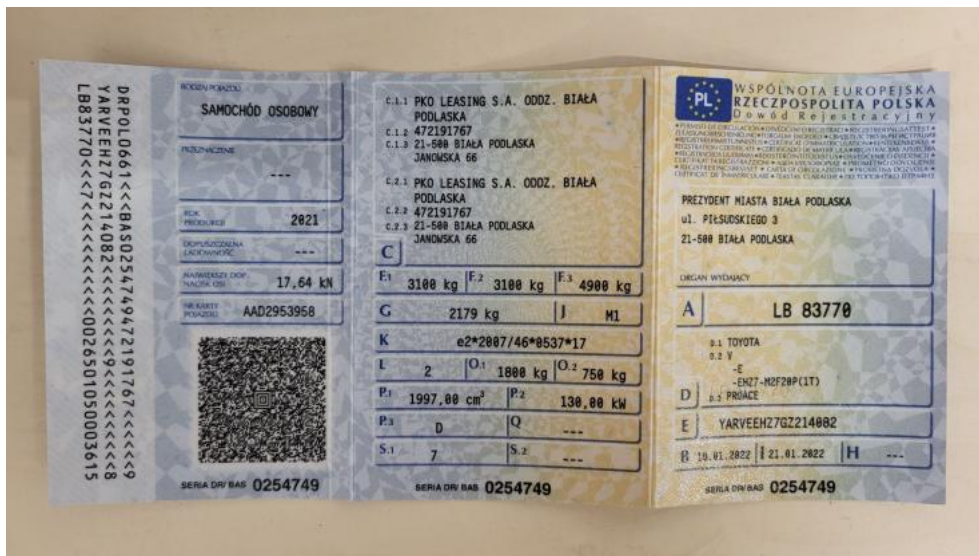 DRPOL0661<<<BAS0254749472191767<<<<<9
YARVEEHZ7GZ214082<<<<<<<9<<<<<<<8
LB83770<<<7<<<<<<<<00265010500003615
RODZAJ POJAZDU
SAMOCHÓD OSOBOWY
PRZEZNACZENIE
---
ROK
PRODUKCJI 2021
DOPUSZCZALNA
ŁADOWNOŚĆ ---
NAJWIĘKSZY DOP.
NACISK OSI 17,64 kN
NR KARTY
POJAZDU AAD2953958
SERIA DR/ BAS 0254749
C.1.1 PKO LEASING S.A. ODDZ. BIAŁA
PODLASKA
C.1.2 472191767
C.1.3 21-500 BIAŁA PODLASKA
JANOWSKA 66
C.2.1 PKO LEASING S.A. ODDZ. BIAŁA
PODLASKA
C.2.2 472191767
C.2.3 21-500 BIAŁA PODLASKA
JANOWSKA 66
C
F.1 3100 kg F.2 3100 kg F.3 4900 kg
G 2179 kg J M1
K e2*2007/46*0537*17
L 2 O.1 1800 kg O.2 750 kg
P.1 1997,00 cm³ P.2 130,00 kW
P.3 D Q ---
S.1 7 S.2 ---
SERIA DR/ BAS 0254749
PL
WSPÓLNOTA EUROPEJSKA
RZECZPOSPOLITA POLSKA
Dowód Rejestracyjny
PREZYDENT MIASTA BIAŁA PODLASKA
ul. PIŁSUDSKIEGO 3
21-500 BIAŁA PODLASKA
ORGAN WYDAJĄCY
A LB 83770
D.1 TOYOTA
D.2 V
-E
-EHZ7-M2F20P(1T)
D D.3 PROACE
E YARVEEHZ7GZ214082
B 18.01.2022 I 21.01.2022 H ---
SERIA DR/ BAS 0254749